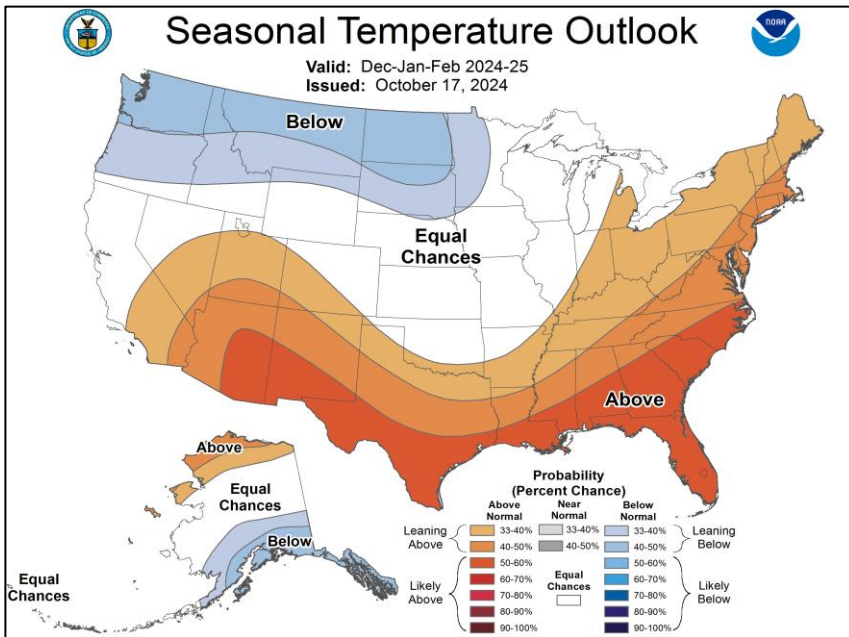 Seasonal Temperature Outlook
NOAA
Valid: Dec-Jan-Feb 2024-25
Issued: October 17, 2024
Below
Equal
Chances
Above
Above
Equal
Chances
Below
Equal
Chances
Probability
(Percent Chance)
Above
Normal
Near
Normal
Below
Normal
Leaning
Above
33-40% 33-40% 33-40%
40-50% 40-50% 40-50%
Leaning
Below
Likely
Above
50-60% 50-60%
60-70% Equal 60-70%
70-80% Chances 70-80%
80-90% 80-90%
90-100% 90-100%
Likely
Below